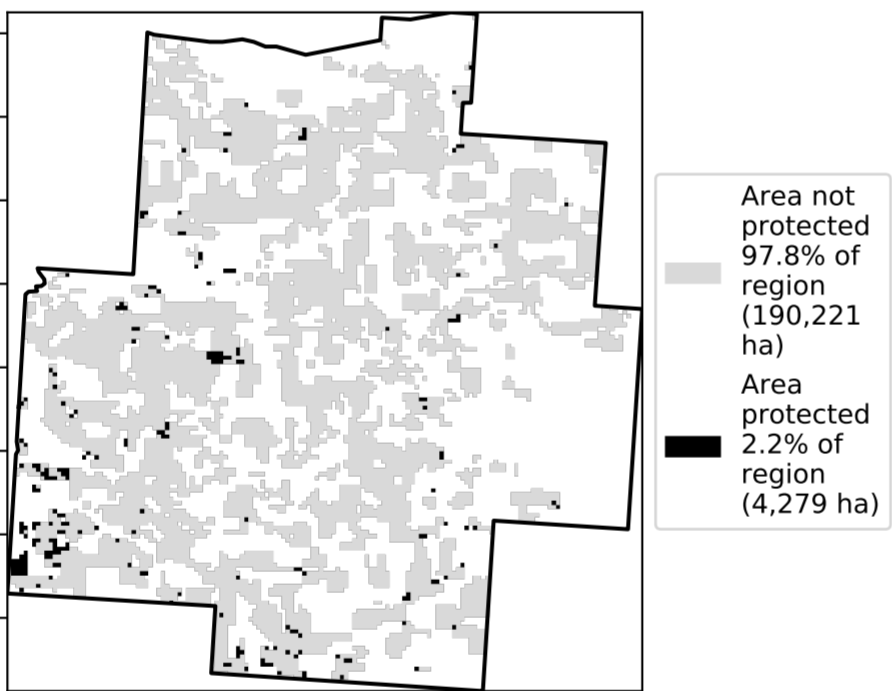 Area not
protected
97.8% of
region
(190,221
ha)
Area
protected
2.2% of
region
(4,279 ha)